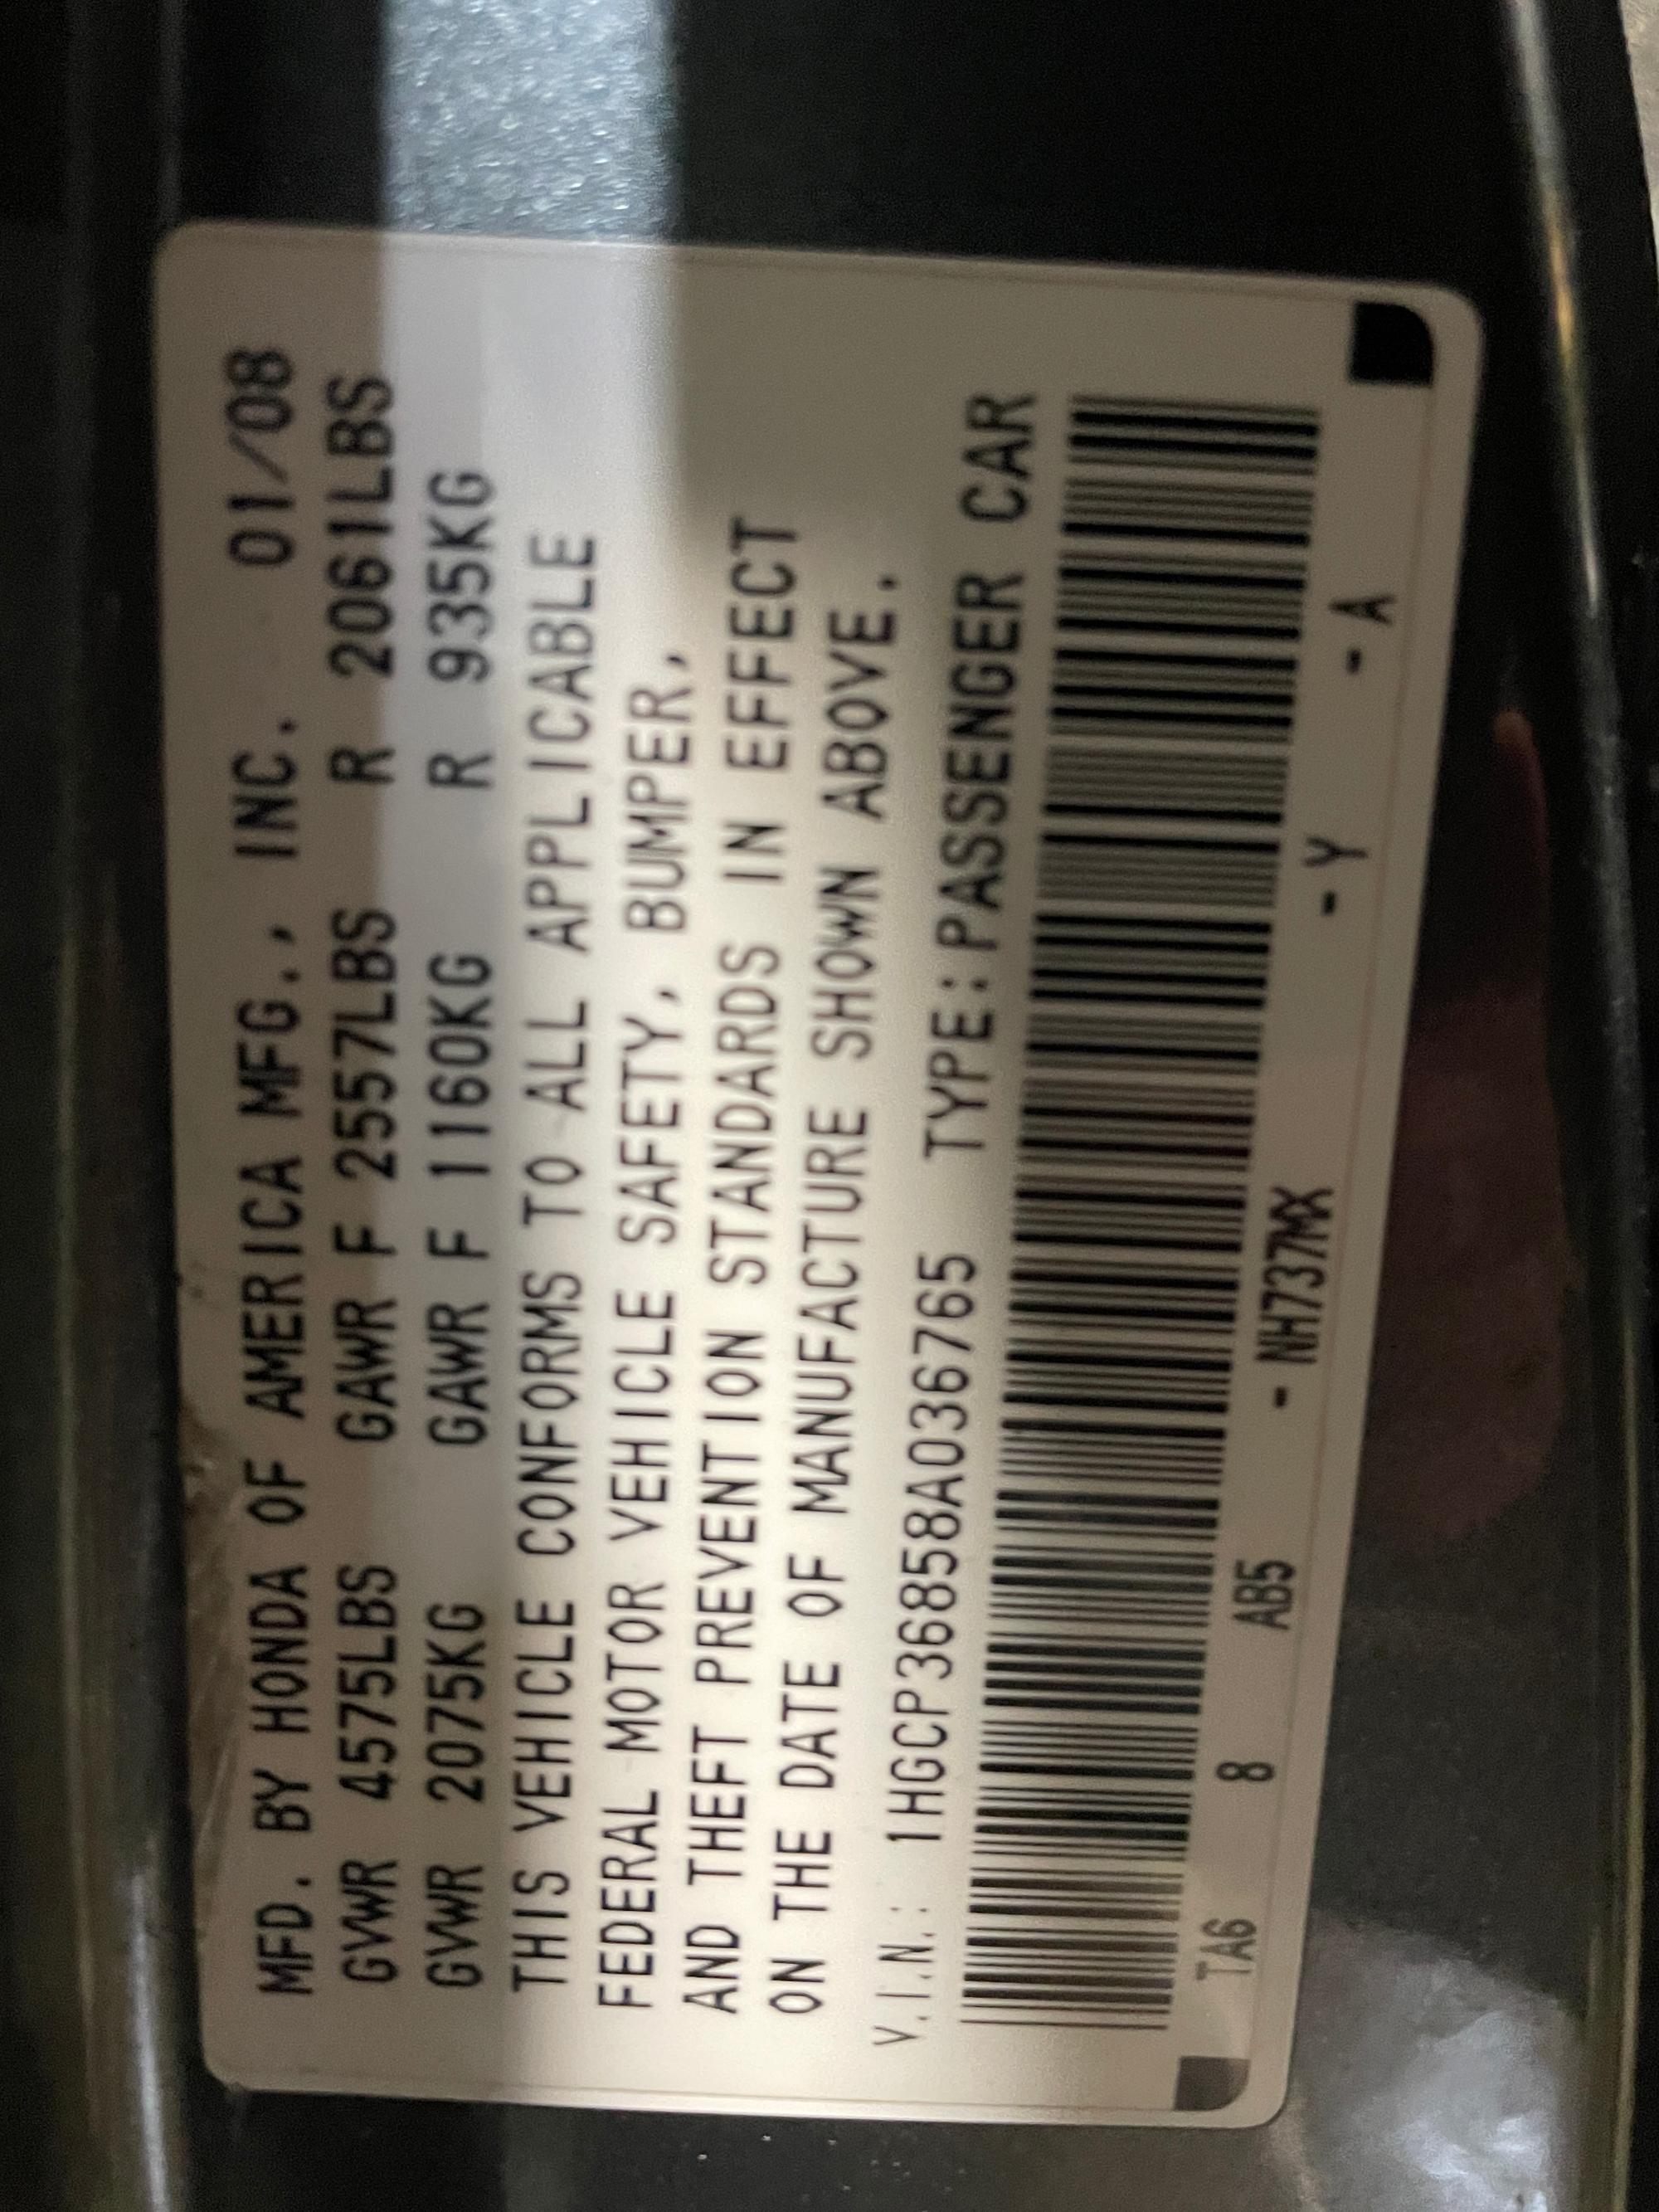 MFD. BY HONDA OF AMERICA MFG., INC. 01/08
GVWR 4575LBS GAWR F 2557LBS R 2061LBS
GVWR 2075KG GAWR F 1160KG R 935KG
THIS VEHICLE CONFORMS TO ALL APPLICABLE
FEDERAL MOTOR VEHICLE SAFETY, BUMPER,
AND THEFT PREVENTION STANDARDS IN EFFECT
ON THE DATE OF MANUFACTURE SHOWN ABOVE.
V.I.N.: 1HGCP36858A036765 TYPE:PASSENGER CAR
TA6 8 AB5 - NH737MX - Y - A